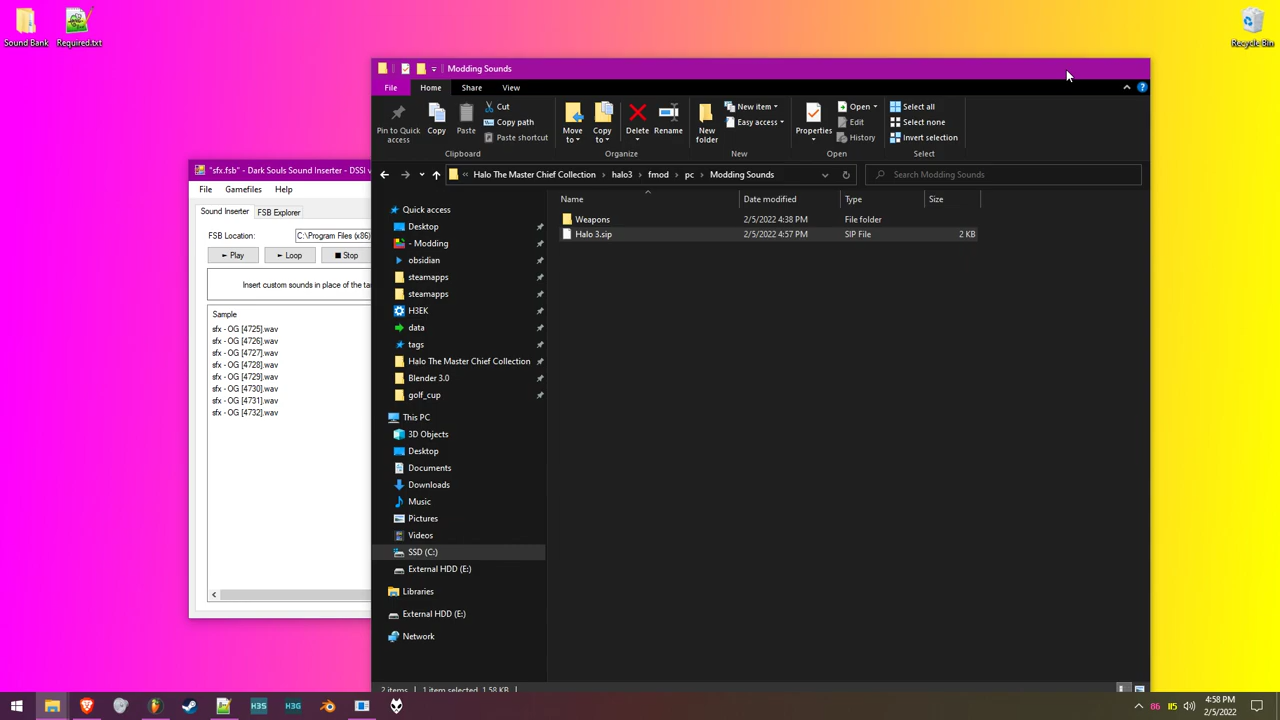 Sound Bank
Required.txt
Recycle Bin
Modding Sounds
File Home Share View
Pin to Quick access
Copy
Paste
Cut
Copy path
Paste shortcut
Clipboard
Move to
Copy to
Delete
Rename
Organize
New folder
New item
Easy access
New
Properties
Open
Edit
History
Open
Select all
Select none
Invert selection
Select
« Halo The Master Chief Collection › halo3 › fmod › pc › Modding Sounds
Search Modding Sounds
Name Date modified Type Size
Weapons 2/5/2022 4:38 PM File folder
Halo 3.sip 2/5/2022 4:57 PM SIP File 2 KB
Quick access
Desktop
- Modding
obsidian
steamapps
steamapps
H3EK
data
tags
Halo The Master Chief Collection
Blender 3.0
golf_cup
This PC
3D Objects
Desktop
Documents
Downloads
Music
Pictures
Videos
SSD (C:)
External HDD (E:)
Libraries
External HDD (E:)
Network
2 items 1 item selected 1.58 KB
"sfx.fsb" - Dark Souls Sound Inserter - DSSI v
File Gamefiles Help
Sound Inserter FSB Explorer
FSB Location: C:\Program Files (x86)
► Play ► Loop ■ Stop
Insert custom sounds in place of the ta
Sample
sfx - OG [4725].wav
sfx - OG [4726].wav
sfx - OG [4727].wav
sfx - OG [4728].wav
sfx - OG [4729].wav
sfx - OG [4730].wav
sfx - OG [4731].wav
sfx - OG [4732].wav
H3S H3G
86 115
4:58 PM
2/5/2022